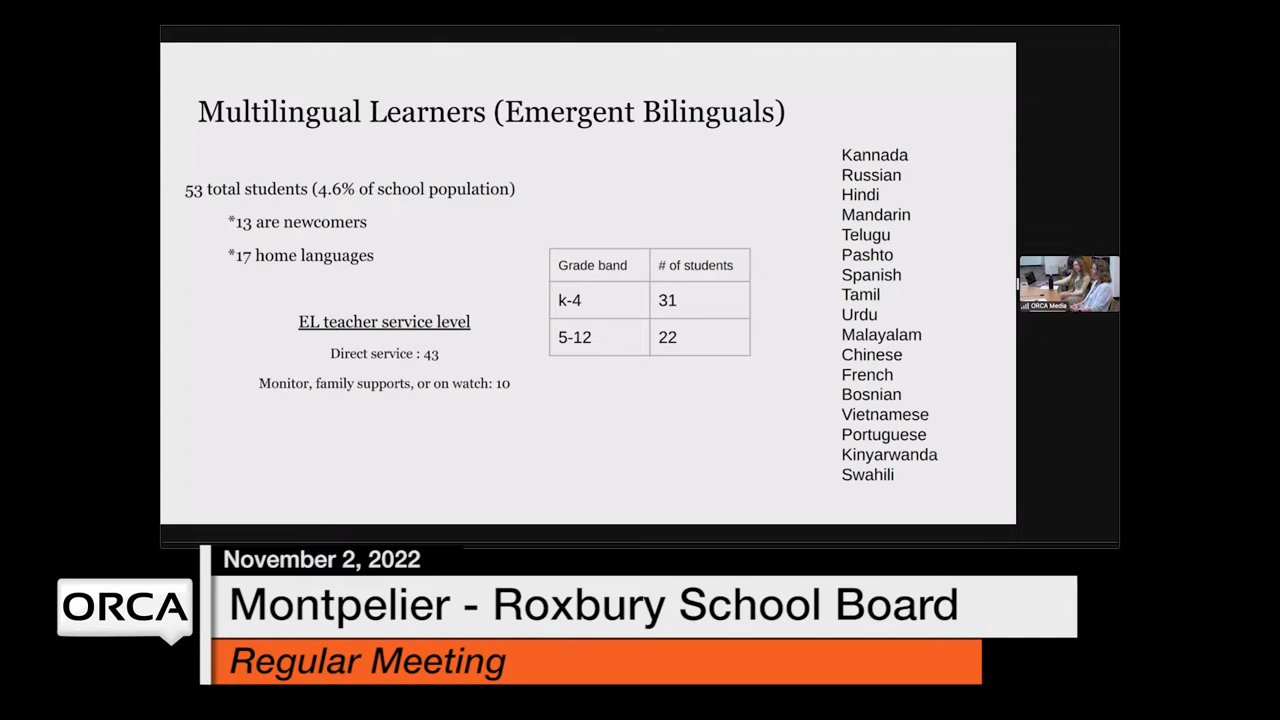 Multilingual Learners (Emergent Bilinguals)
53 total students (4.6% of school population)
*13 are newcomers
*17 home languages
EL teacher service level
Direct service : 43
Monitor, family supports, or on watch: 10
Grade band # of students
k-4 31
5-12 22
Kannada
Russian
Hindi
Mandarin
Telugu
Pashto
Spanish
Tamil
Urdu
Malayalam
Chinese
French
Bosnian
Vietnamese
Portuguese
Kinyarwanda
Swahili
ORCA Media
November 2, 2022
ORCA
Montpelier - Roxbury School Board
Regular Meeting